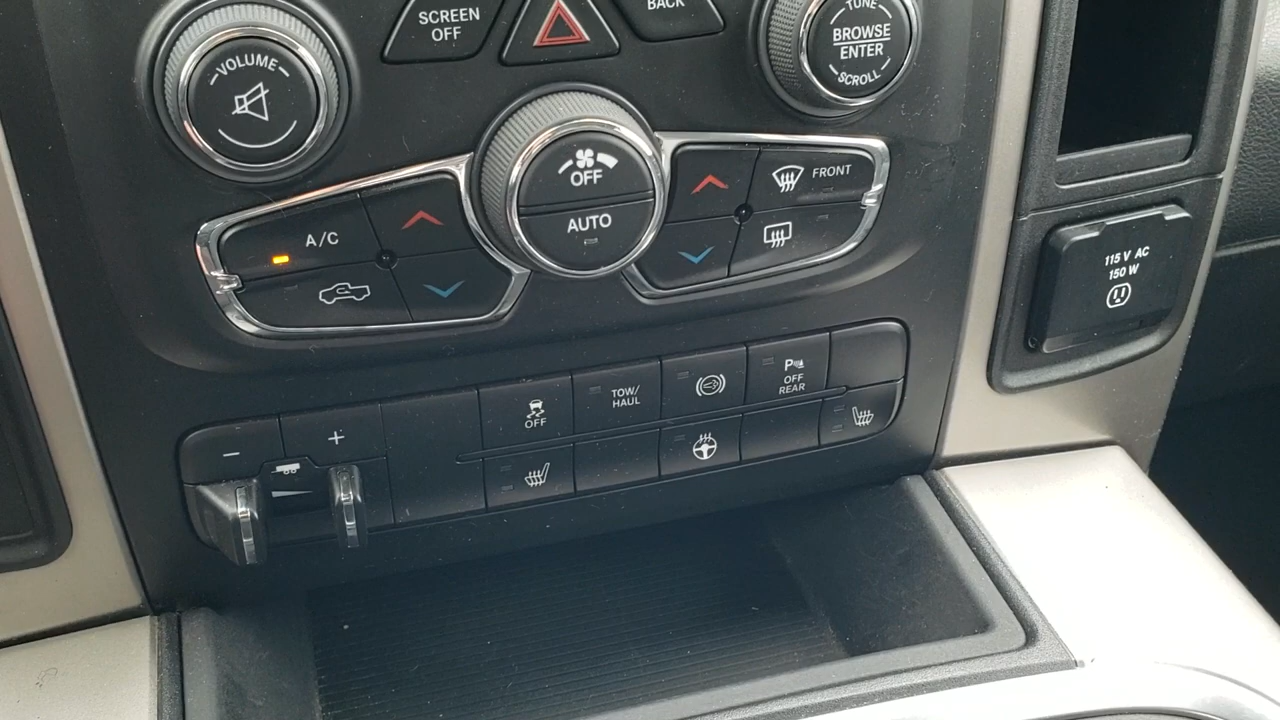 SCREEN
OFF
BACK
TUNE
BROWSE
ENTER
SCROLL
VOLUME
OFF
AUTO
A/C
FRONT
115 V AC
150 W
− +
OFF
TOW/
HAUL
P
OFF
REAR